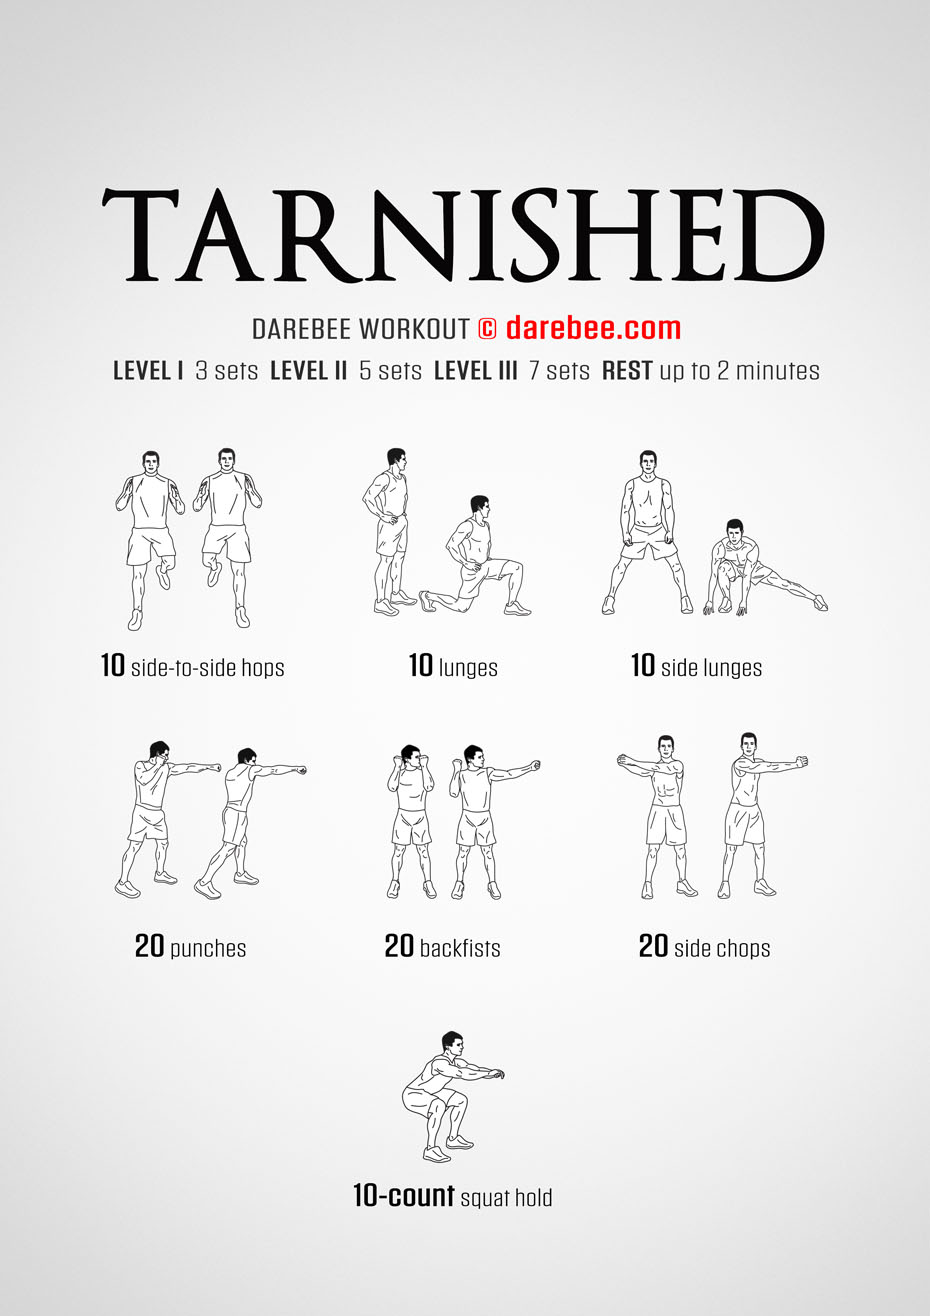 TARNISHED
DAREBEE WORKOUT © darebee.com
LEVEL I 3 sets LEVEL II 5 sets LEVEL III 7 sets REST up to 2 minutes
10 side-to-side hops
10 lunges
10 side lunges
20 punches
20 backfists
20 side chops
10-count squat hold